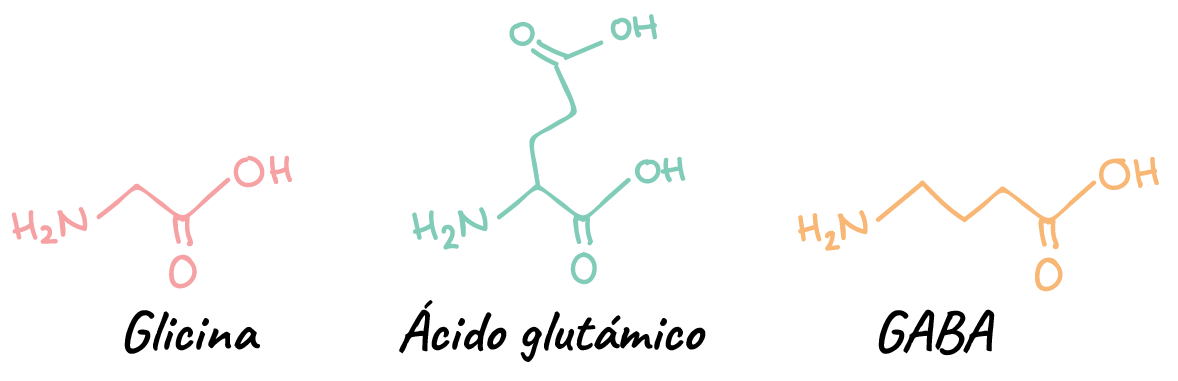 H2N OH O
Glicina
O OH
H2N OH O
Ácido glutámico
H2N OH O
GABA